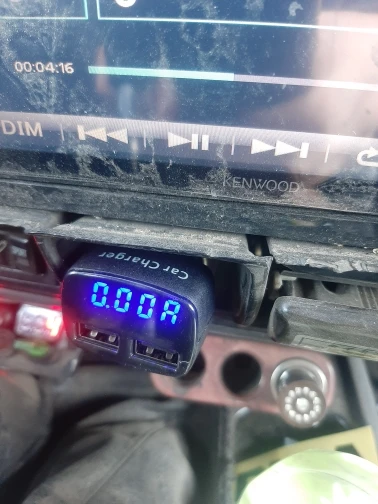 00:04:16
DIM
KENWOOD
Car Charger
0.00A